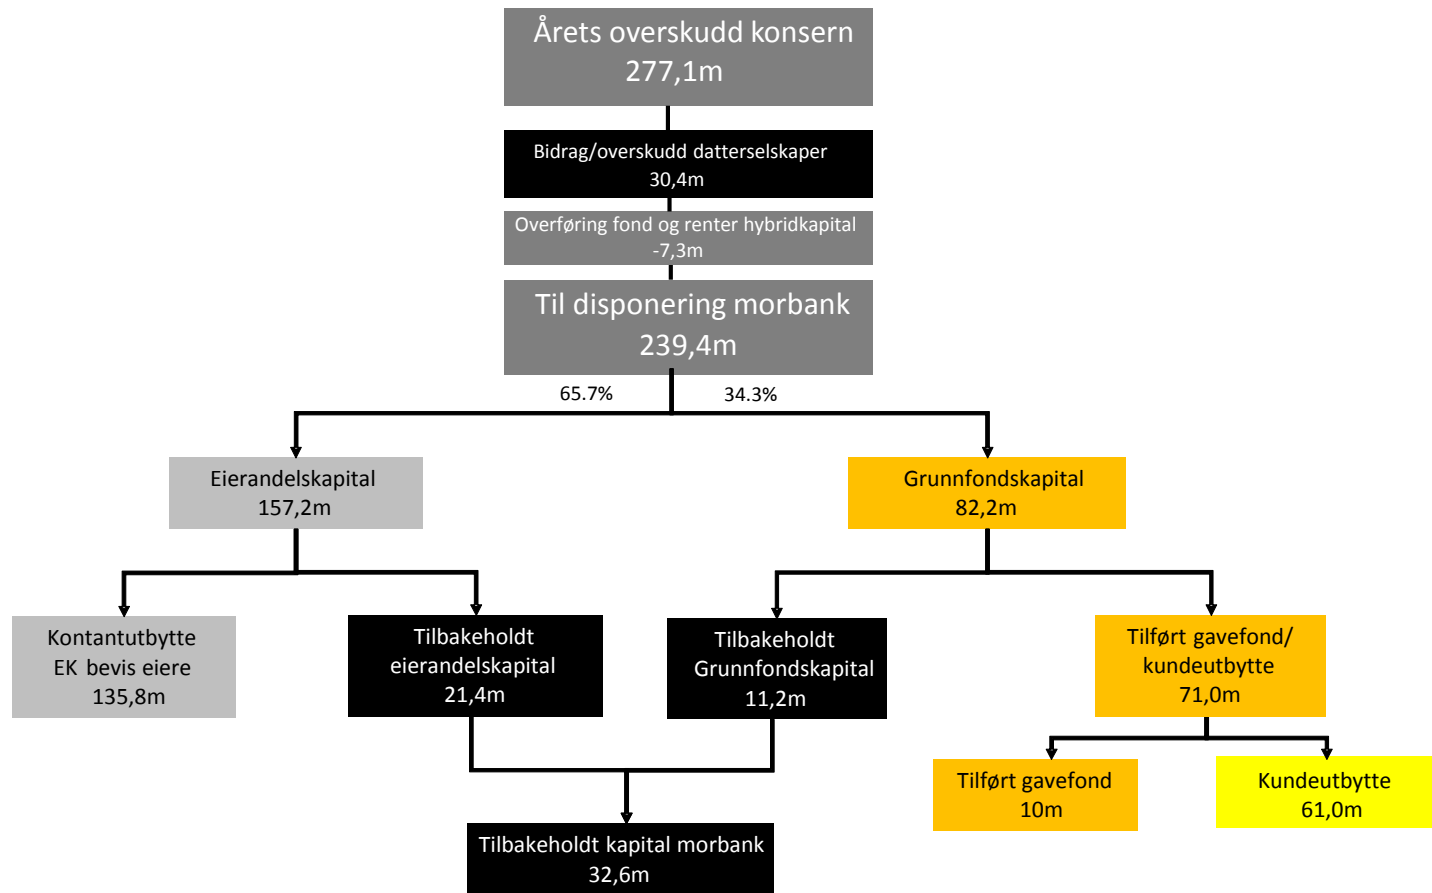 Årets overskudd konsern
277,1m
Bidrag/overskudd datterselskaper
30,4m
Overføring fond og renter hybridkapital
-7,3m
Til disponering morbank
239,4m
65.7%
34.3%
Eierandelskapital
157,2m
Grunnfondskapital
82,2m
Kontantutbytte
EK bevis eiere
135,8m
Tilbakeholdt
eierandelskapital
21,4m
Tilbakeholdt
Grunnfondskapital
11,2m
Tilført gavefond/
kundeutbytte
71,0m
Tilført gavefond
10m
Kundeutbytte
61,0m
Tilbakeholdt kapital morbank
32,6m